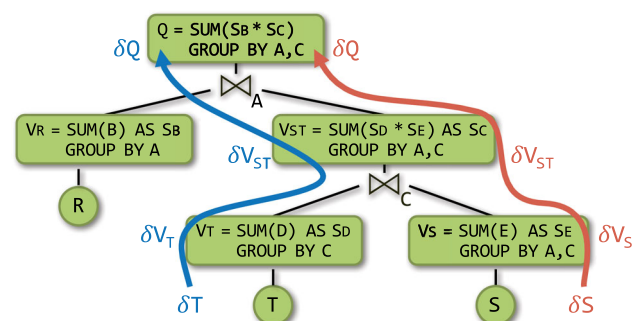 Q = SUM(SB * SC)
GROUP BY A,C
δQ
δQ
A
VR = SUM(B) AS SB
GROUP BY A
VST = SUM(SD * SE) AS SC
GROUP BY A,C
δVST
δVST
R
C
VT = SUM(D) AS SD
GROUP BY C
VS = SUM(E) AS SE
GROUP BY A,C
δVT
δVS
δT
T
S
δS